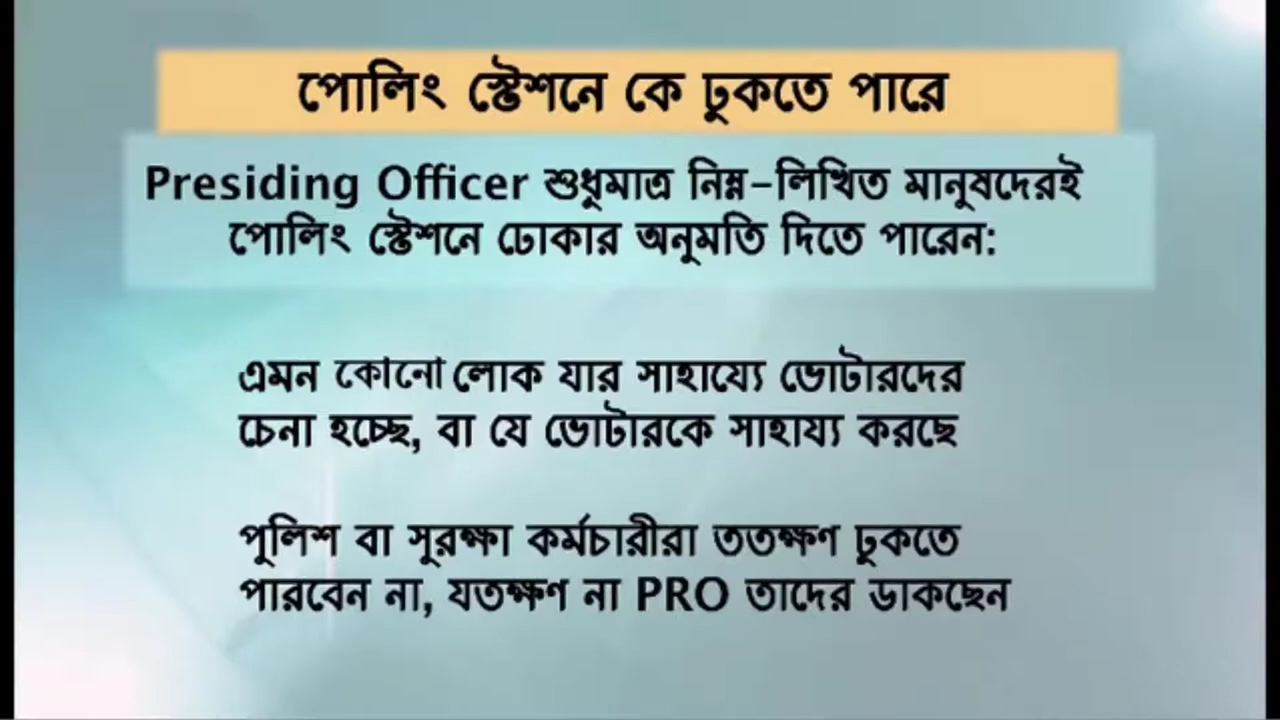 পোলিং স্টেশনে কে ঢুকতে পারে
Presiding Officer শুধুমাত্র নিম্ন-লিখিত মানুষদেরই
পোলিং স্টেশনে ঢোকার অনুমতি দিতে পারেন:
এমন কোনো লোক যার সাহায্যে ভোটারদের
চেনা হচ্ছে, বা যে ভোটারকে সাহায্য করছে
পুলিশ বা সুরক্ষা কর্মচারীরা ততক্ষণ ঢুকতে
পারবেন না, যতক্ষণ না PRO তাদের ডাকছেন